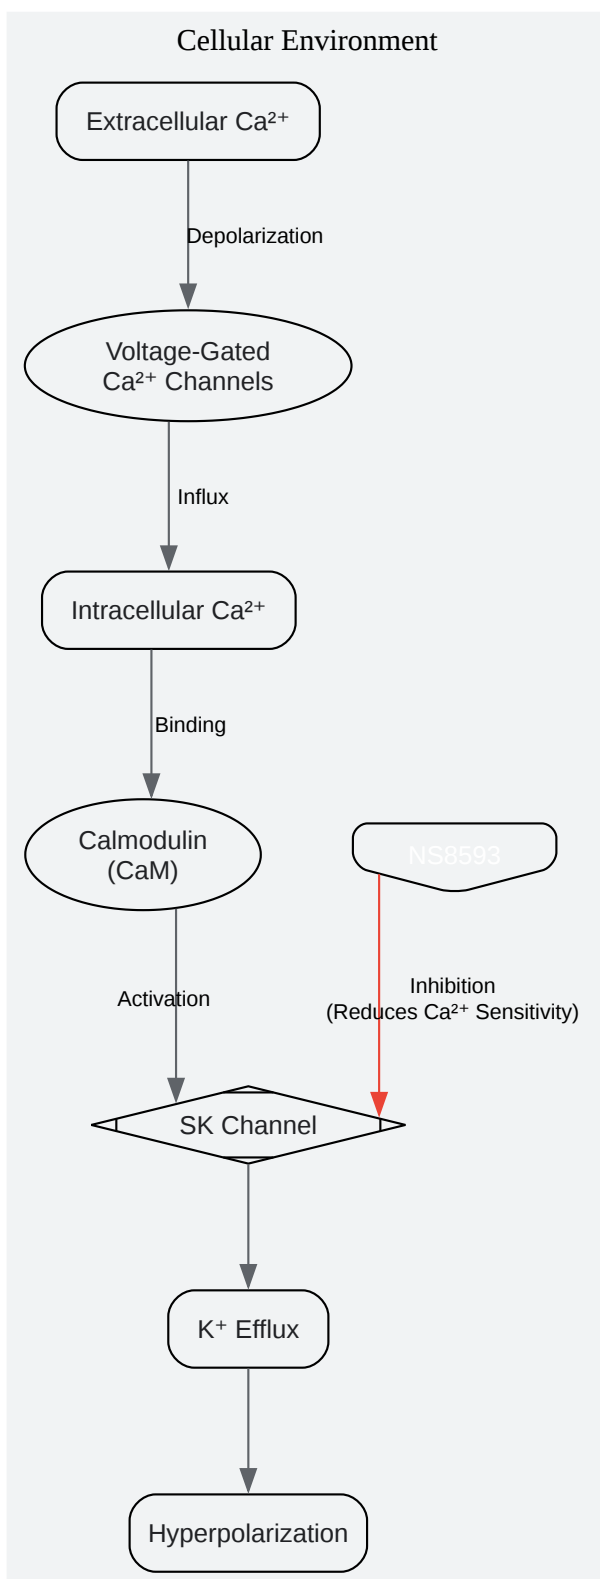 Cellular Environment
Extracellular Ca²⁺
Depolarization
Voltage-Gated
Ca²⁺ Channels
Influx
Intracellular Ca²⁺
Binding
Calmodulin
(CaM)
NS8593
Activation
Inhibition
(Reduces Ca²⁺ Sensitivity)
SK Channel
K⁺ Efflux
Hyperpolarization